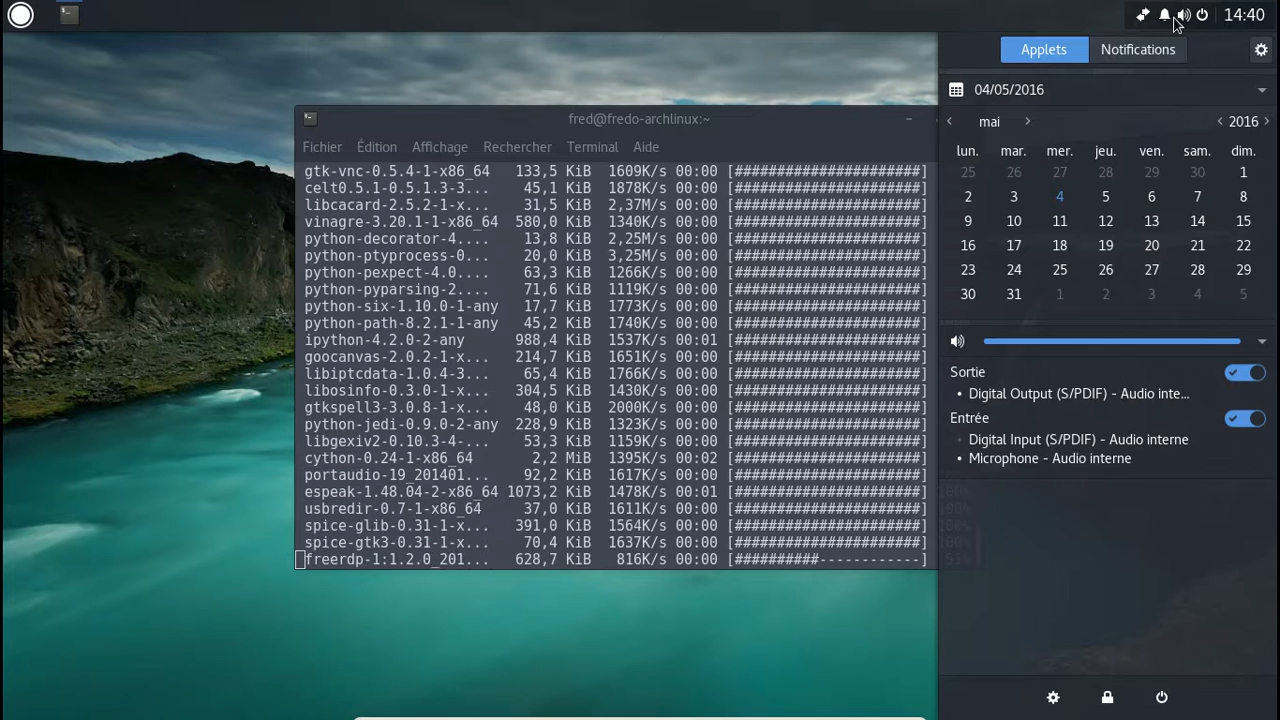 14:40
Applets Notifications
04/05/2016
mai 2016
lun. mar. mer. jeu. ven. sam. dim.
25 26 27 28 29 30 1
2 3 4 5 6 7 8
9 10 11 12 13 14 15
16 17 18 19 20 21 22
23 24 25 26 27 28 29
30 31 1 2 3 4 5
Sortie
• Digital Output (S/PDIF) - Audio inte...
Entrée
• Digital Input (S/PDIF) - Audio interne
• Microphone - Audio interne
fred@fredo-archlinux:~
Fichier Édition Affichage Rechercher Terminal Aide
gtk-vnc-0.5.4-1-x86_64 133,5 KiB 1609K/s 00:00 [######################]
celt0.5.1-0.5.1.3-3... 45,1 KiB 1878K/s 00:00 [######################]
libcacard-2.5.2-1-x... 31,5 KiB 2,37M/s 00:00 [######################]
vinagre-3.20.1-1-x86_64 580,0 KiB 1340K/s 00:00 [######################]
python-decorator-4.... 13,8 KiB 2,25M/s 00:00 [######################]
python-ptyprocess-0... 20,0 KiB 3,25M/s 00:00 [######################]
python-pexpect-4.0.... 63,3 KiB 1266K/s 00:00 [######################]
python-pyparsing-2.... 71,6 KiB 1119K/s 00:00 [######################]
python-six-1.10.0-1-any 17,7 KiB 1773K/s 00:00 [######################]
python-path-8.2.1-1-any 45,2 KiB 1740K/s 00:00 [######################]
ipython-4.2.0-2-any 988,4 KiB 1537K/s 00:01 [######################]
goocanvas-2.0.2-1-x... 214,7 KiB 1651K/s 00:00 [######################]
libiptcdata-1.0.4-3... 65,4 KiB 1766K/s 00:00 [######################]
libosinfo-0.3.0-1-x... 304,5 KiB 1430K/s 00:00 [######################]
gtkspell3-3.0.8-1-x... 48,0 KiB 2000K/s 00:00 [######################]
python-jedi-0.9.0-2-any 228,9 KiB 1323K/s 00:00 [######################]
libgexiv2-0.10.3-4-... 53,3 KiB 1159K/s 00:00 [######################]
cython-0.24-1-x86_64 2,2 MiB 1395K/s 00:02 [######################]
portaudio-19_201401... 92,2 KiB 1617K/s 00:00 [######################]
espeak-1.48.04-2-x86_64 1073,2 KiB 1478K/s 00:01 [######################] 100%
usbredir-0.7-1-x86_64 37,0 KiB 1611K/s 00:00 [######################] 100%
spice-glib-0.31-1-x... 391,0 KiB 1564K/s 00:00 [######################] 100%
spice-gtk3-0.31-1-x... 70,4 KiB 1637K/s 00:00 [######################] 100%
freerdp-1:1.2.0_201... 628,7 KiB 816K/s 00:00 [##########------------]